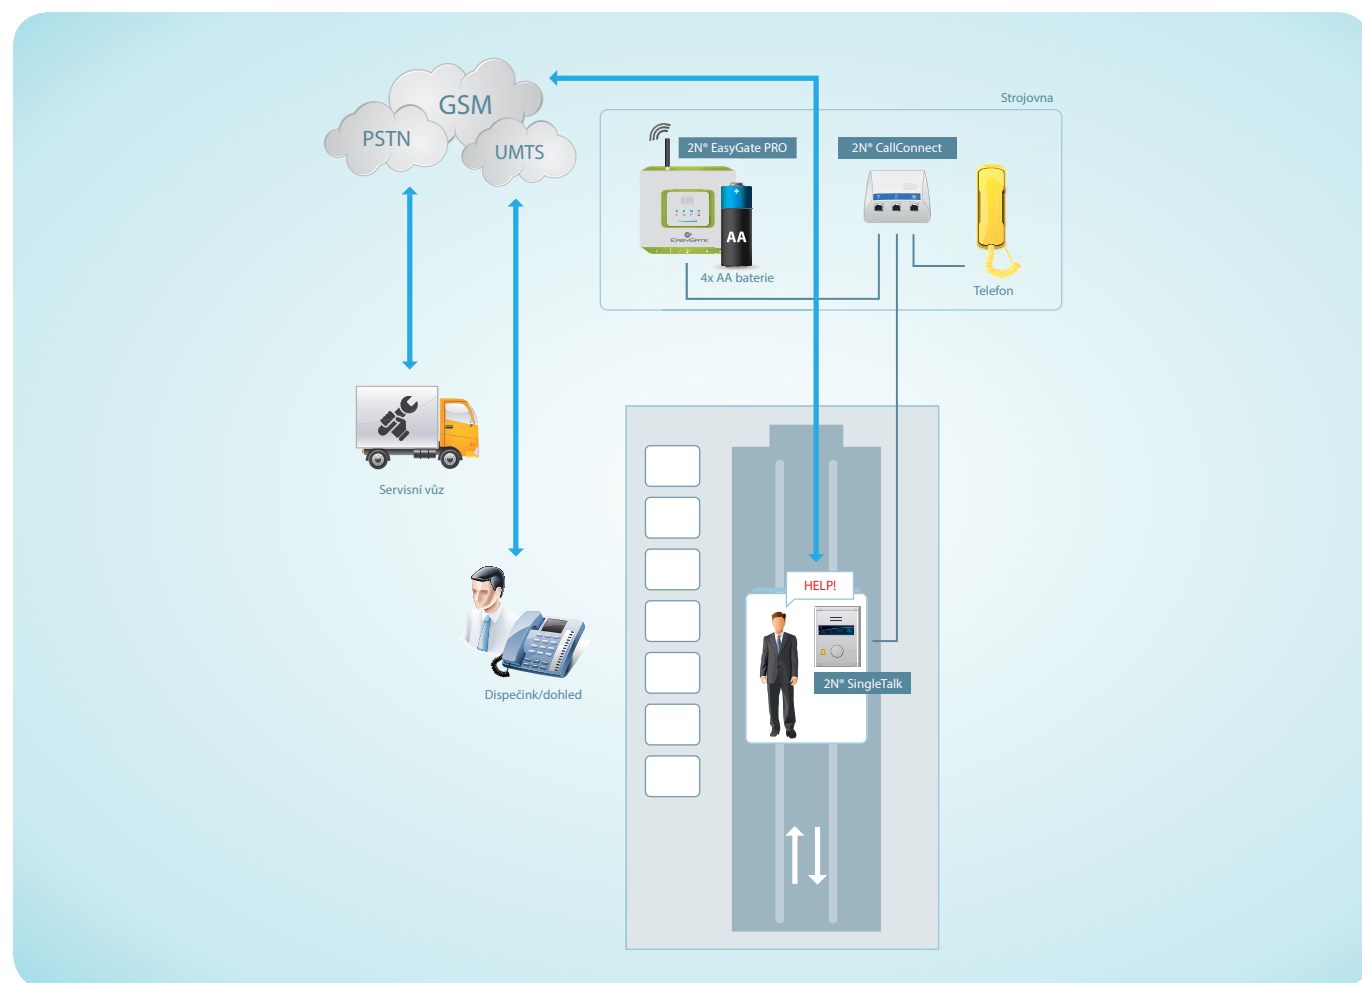 GSM
PSTN
UMTS
Strojovna
2N® EasyGate PRO
2N® CallConnect
EASYGATE
AA
4x AA baterie
Telefon
Servisní vůz
HELP!
2N® SingleTalk
Dispečink/dohled